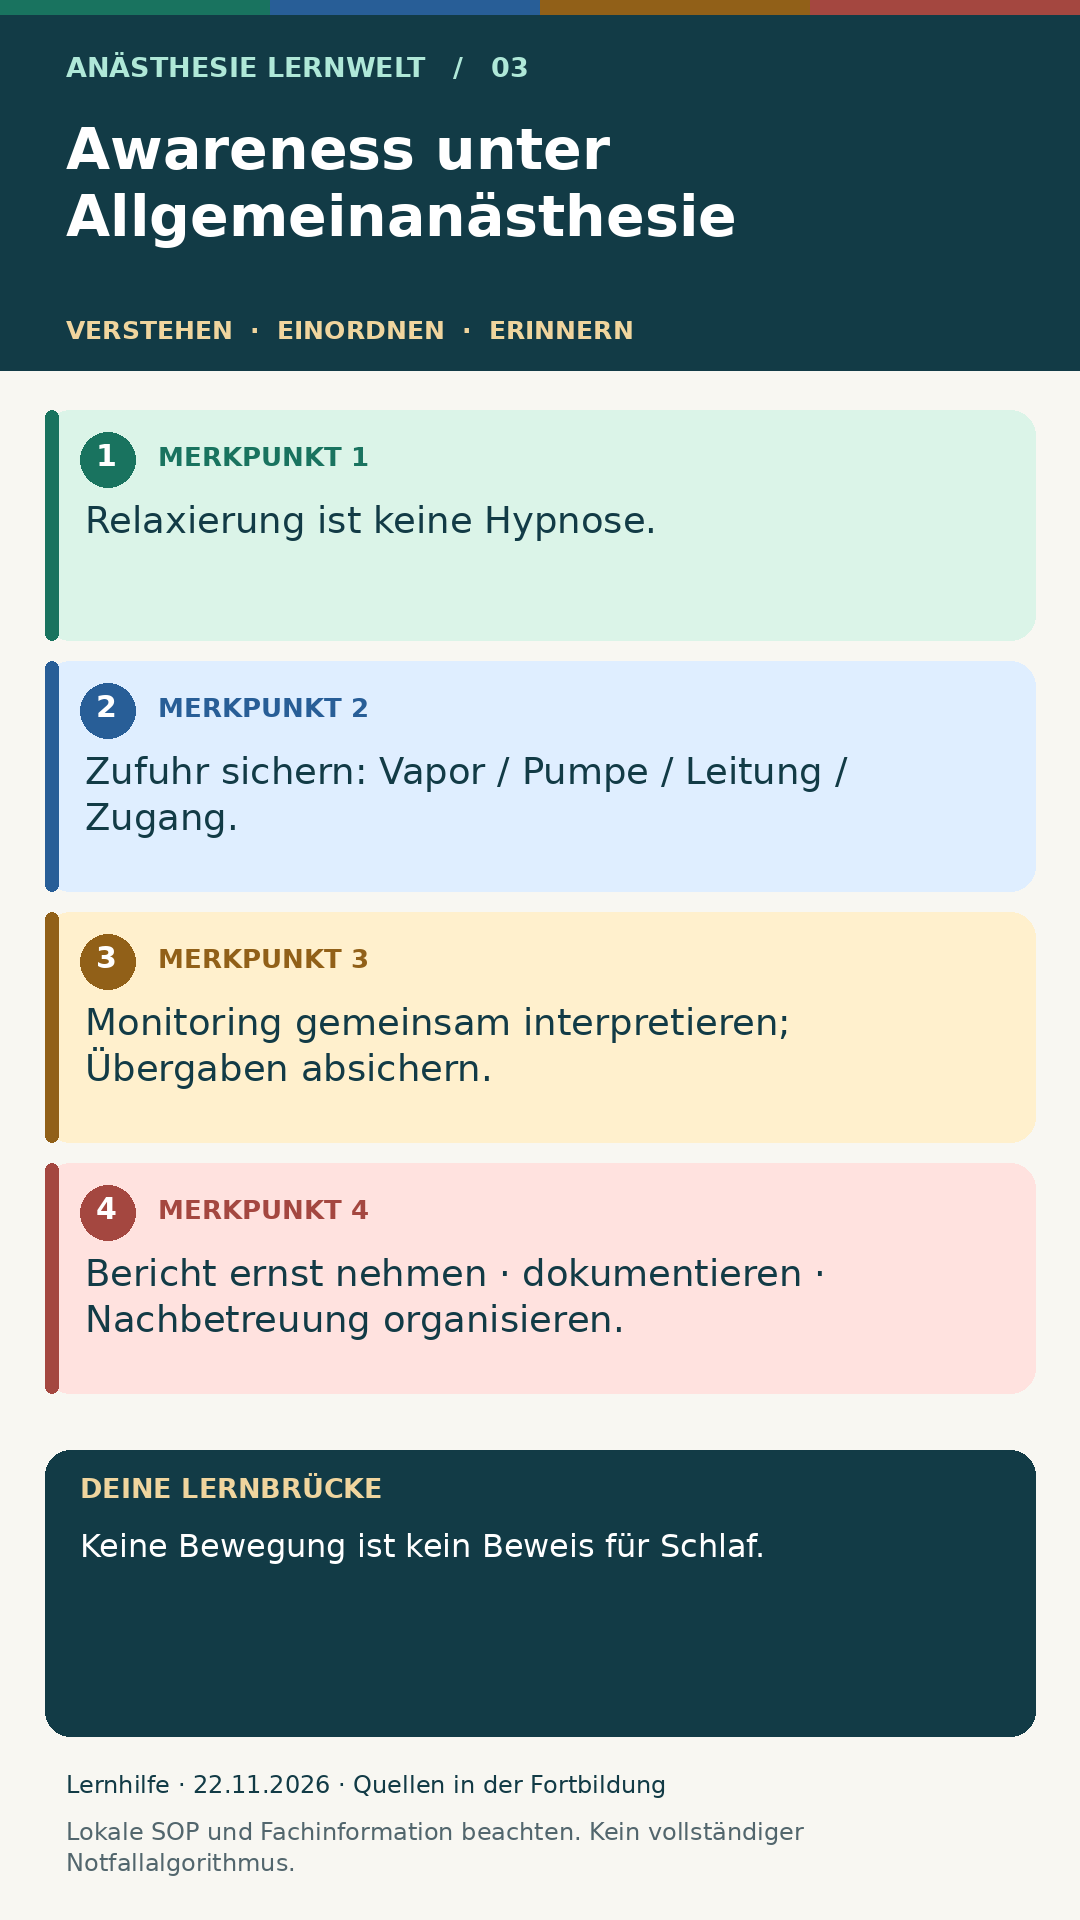 ANÄSTHESIE LERNWELT / 03
Awareness unter
Allgemeinanästhesie
VERSTEHEN · EINORDNEN · ERINNERN
1 MERKPUNKT 1
Relaxierung ist keine Hypnose.
2 MERKPUNKT 2
Zufuhr sichern: Vapor / Pumpe / Leitung /
Zugang.
3 MERKPUNKT 3
Monitoring gemeinsam interpretieren;
Übergaben absichern.
4 MERKPUNKT 4
Bericht ernst nehmen · dokumentieren ·
Nachbetreuung organisieren.
DEINE LERNBRÜCKE
Keine Bewegung ist kein Beweis für Schlaf.
Lernhilfe · 22.11.2026 · Quellen in der Fortbildung
Lokale SOP und Fachinformation beachten. Kein vollständiger
Notfallalgorithmus.